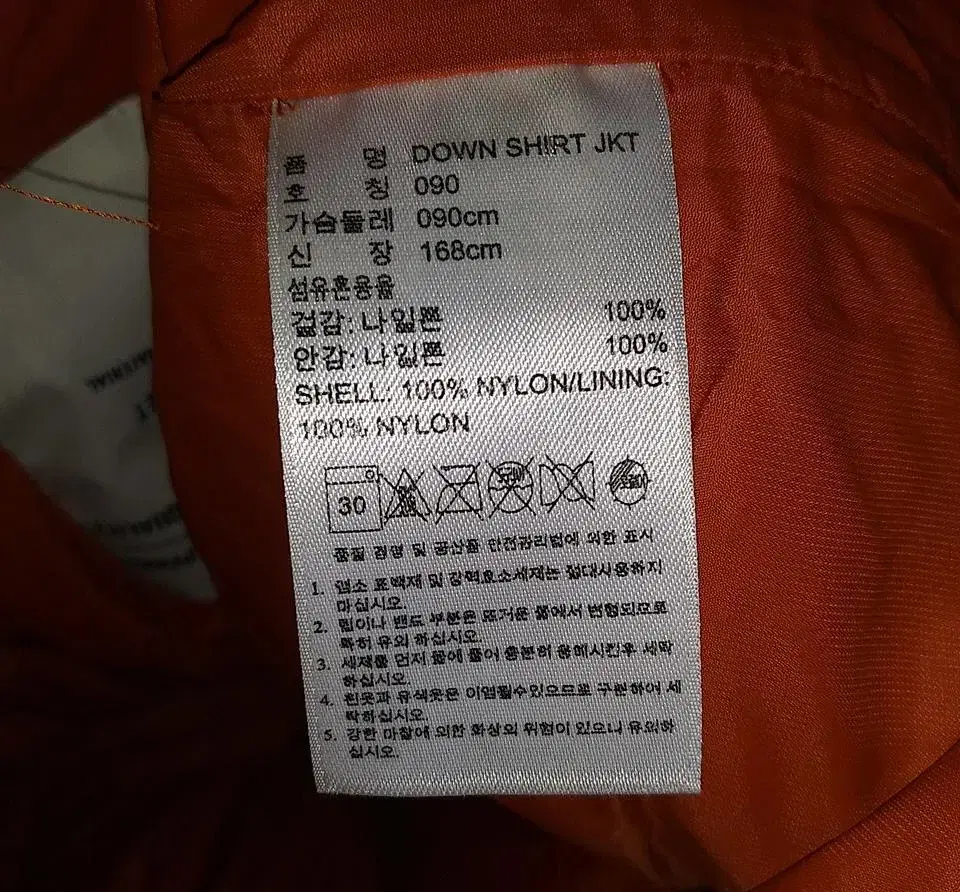 품 명 DOWN SHIRT JKT
호 칭 090
가슴둘레 090cm
신 장 168cm
섬유혼용율
겉감: 나일론 100%
안감: 나일론 100%
SHELL: 100% NYLON/LINING:
100% NYLON
30
품질 경영 및 공산품 안전관리법에 의한 표시
1. 염소 표백제 및 강력효소세제는 절대사용하지
마십시오.
2. 힘이나 밴드 부분은 뜨거운 물에서 변형되므로
특히 유의 하십시오.
3. 세제를 먼저 물에 풀어 충분히 용해시킨후 세탁
하십시오.
4. 흰옷과 유색옷은 이염될수있으므로 구분하여 세
탁하십시오.
5. 강한 마찰에 의한 화상의 위험이 있으니 유의하
십시오.
MATERIAL